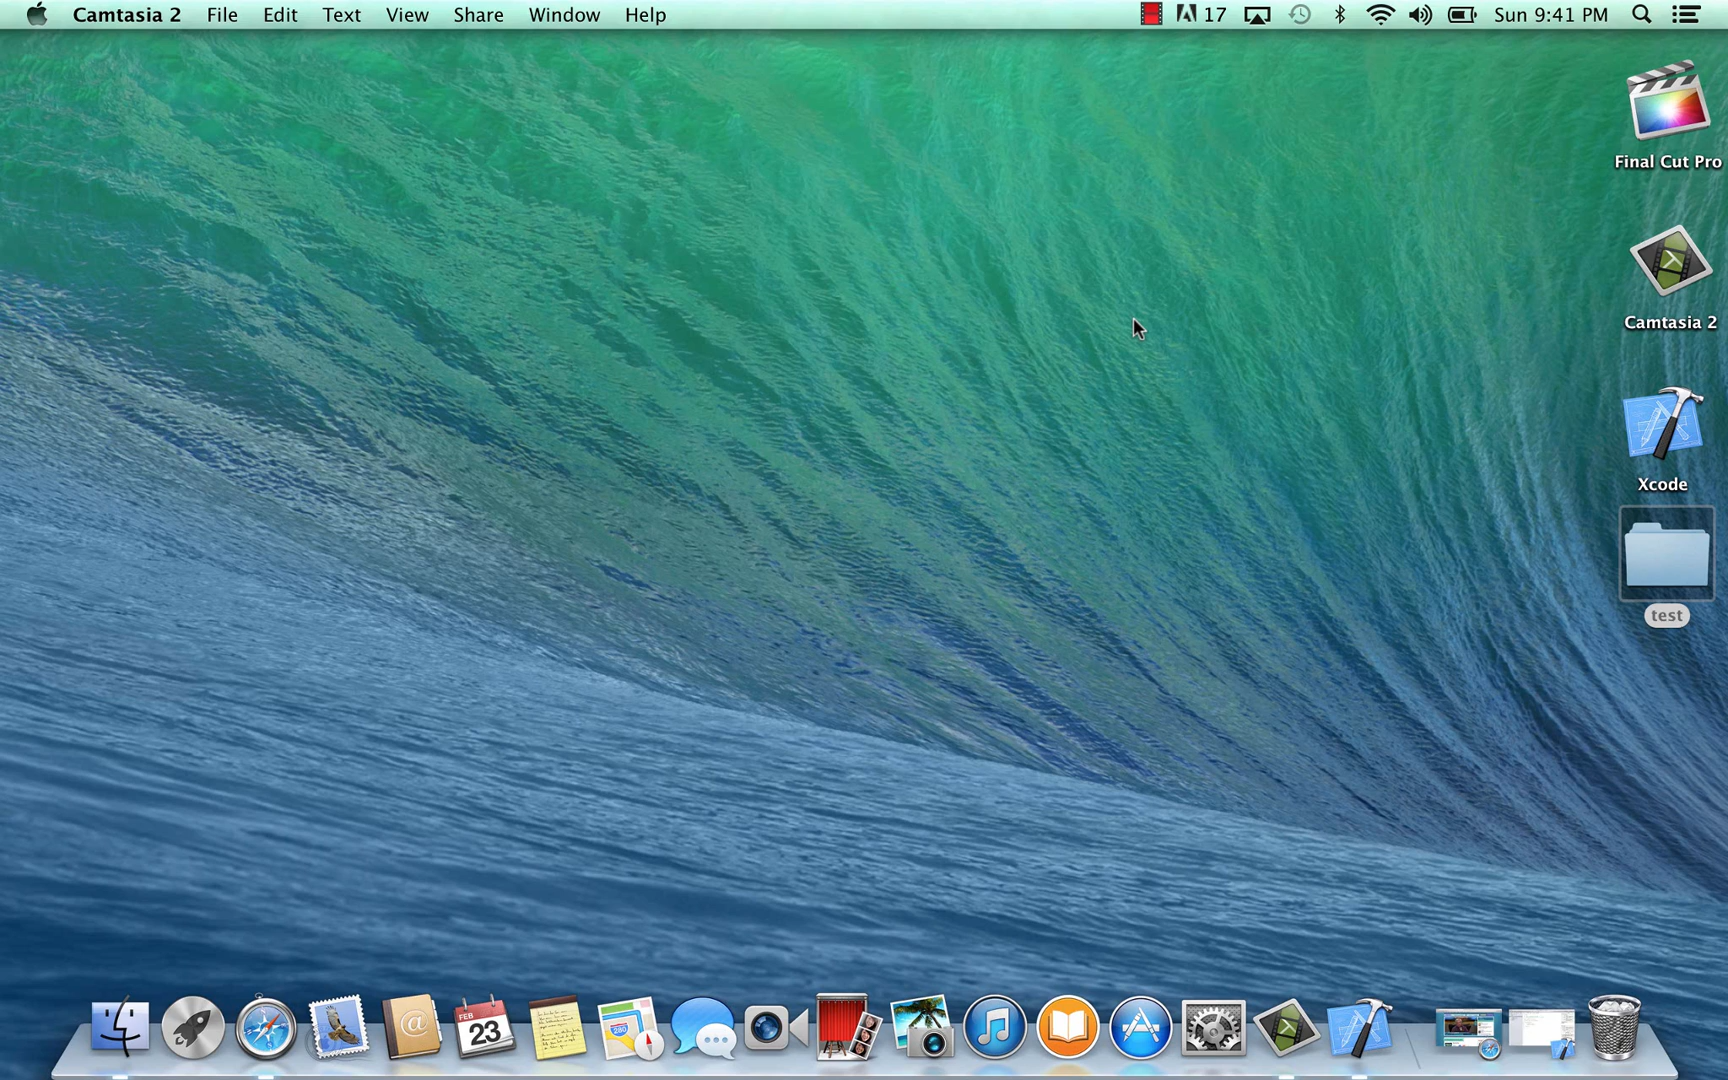 Camtasia 2 File Edit Text View Share Window Help 17 Sun 9:41 PM
Final Cut Pro
Camtasia 2
Xcode
test
FEB
23
280